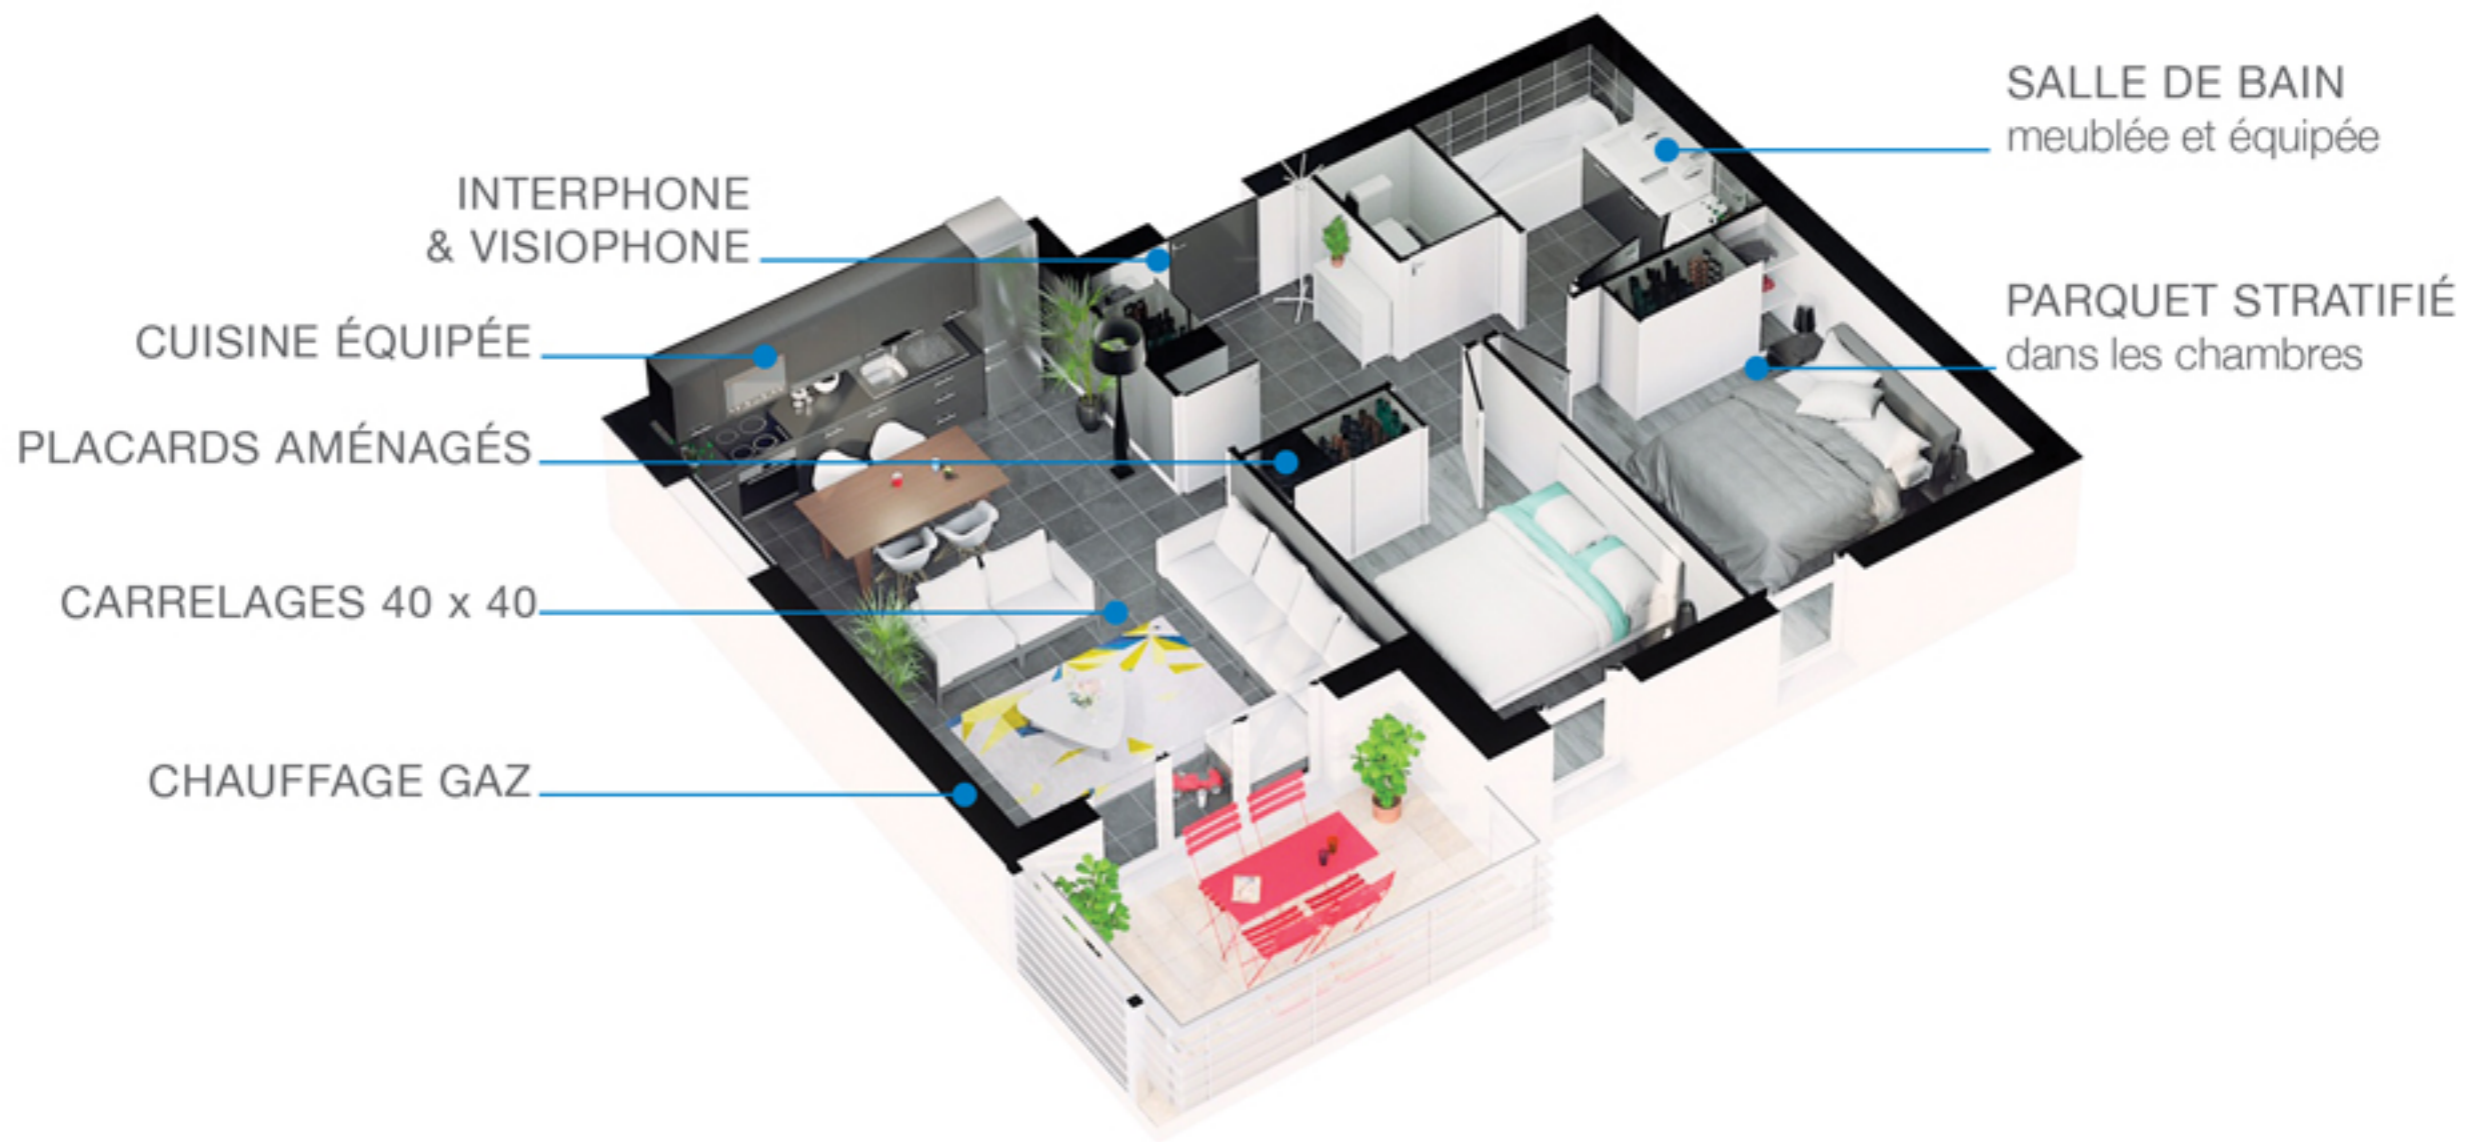 INTERPHONE
& VISIOPHONE
CUISINE ÉQUIPÉE
PLACARDS AMÉNAGÉS
CARRELAGES 40 x 40
CHAUFFAGE GAZ
SALLE DE BAIN
meublée et équipée
PARQUET STRATIFIÉ
dans les chambres